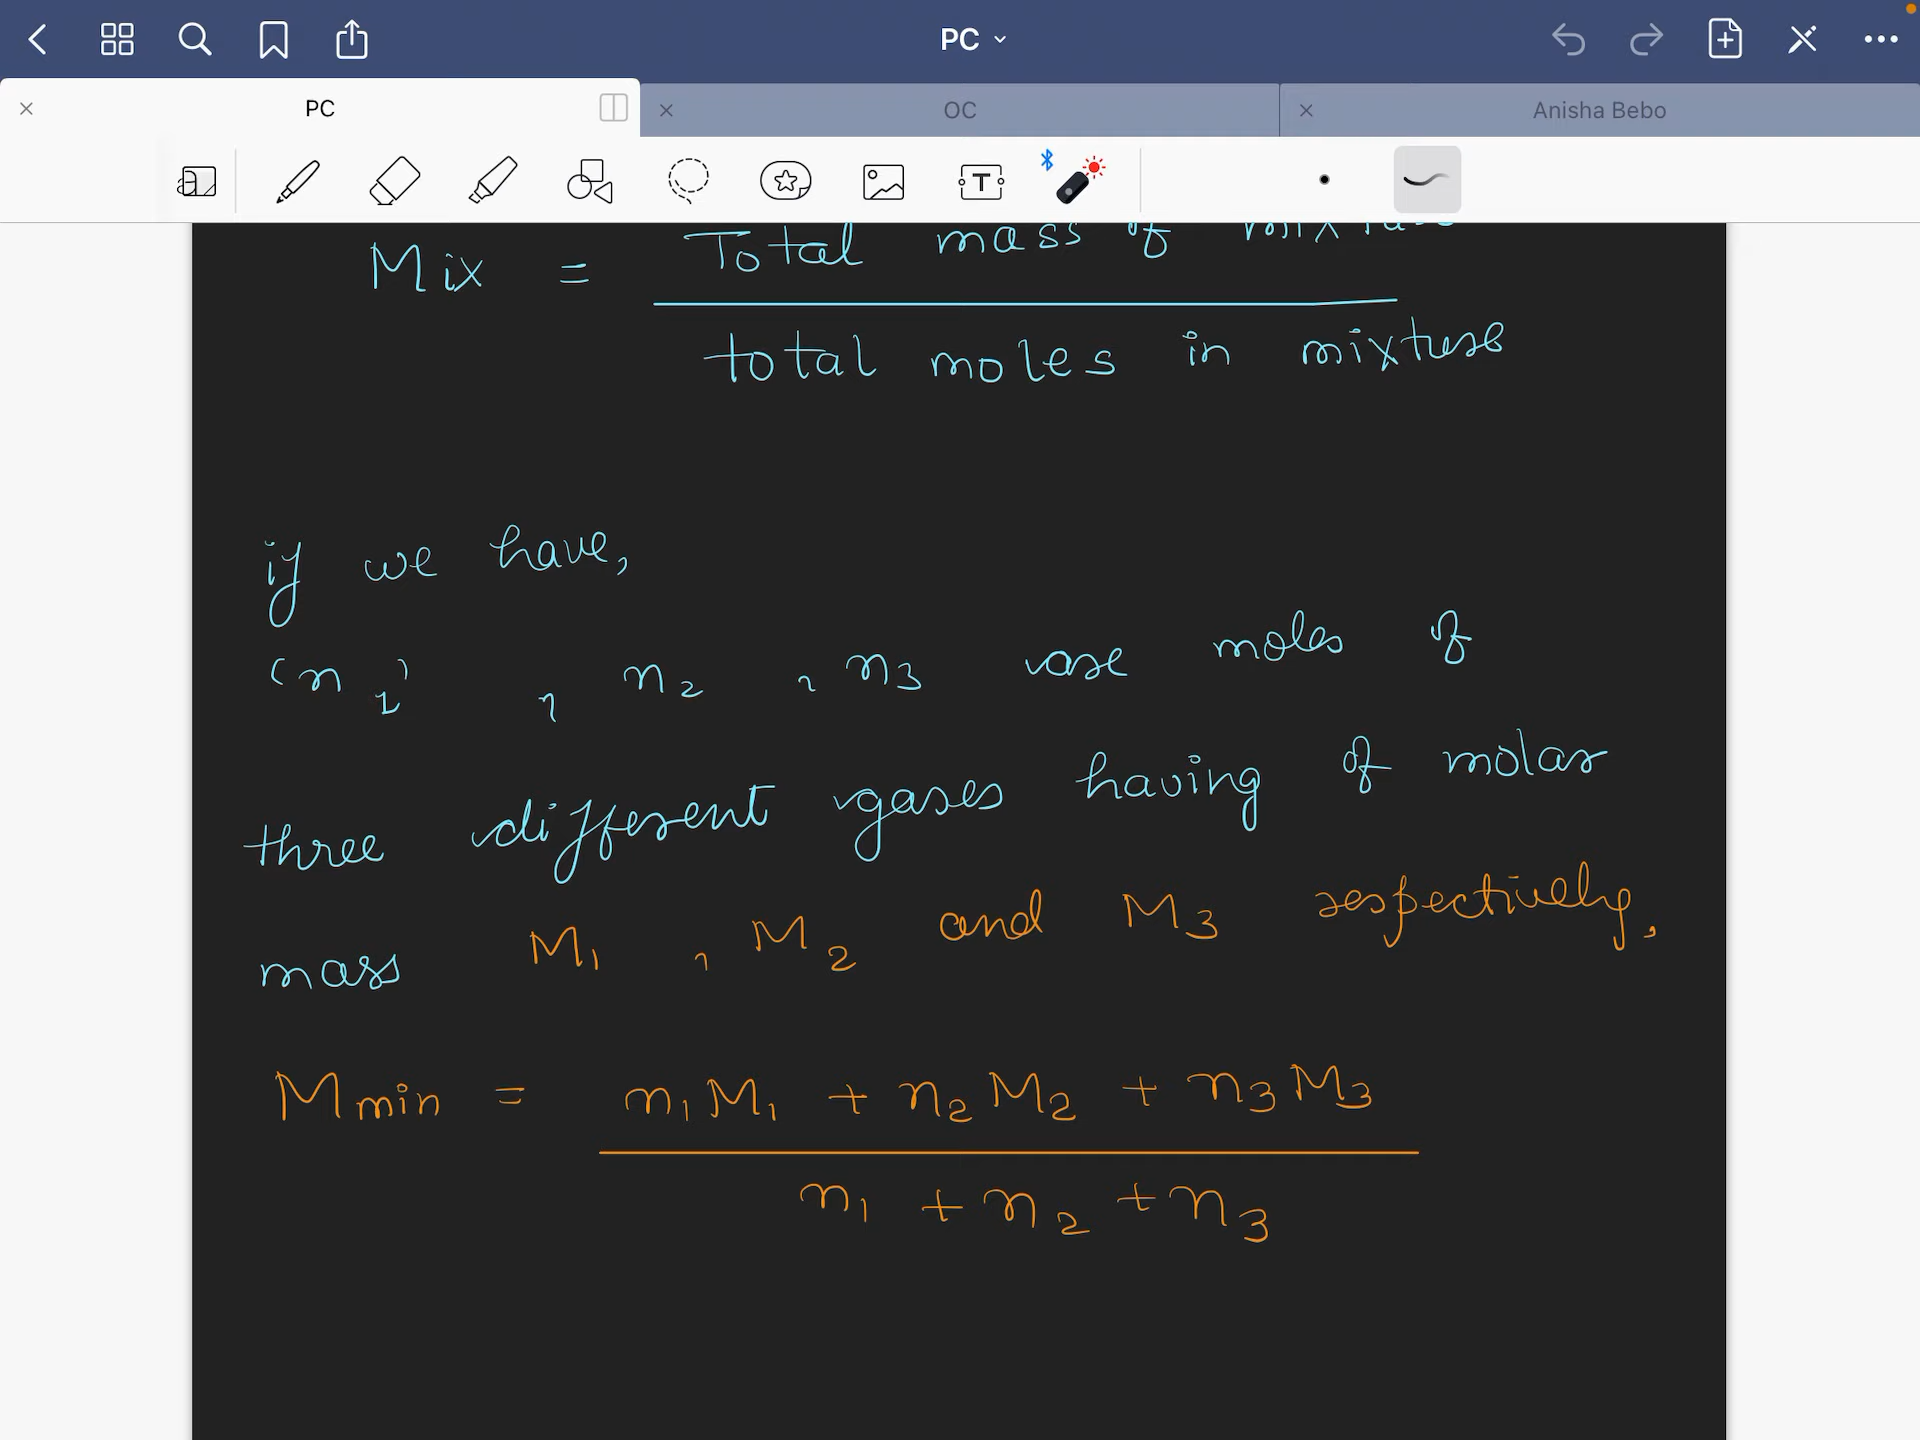 PC
PC
OC
Anisha Bebo
T
Mix = Total mass of mixture
total moles in mixture
if we have,
(n1) , n2 , n3 are moles of
three different gases having of molar
mass M1 , M2 and M3 respectively,
Mmin = n1M1 + n2M2 + n3M3
n1 + n2 + n3